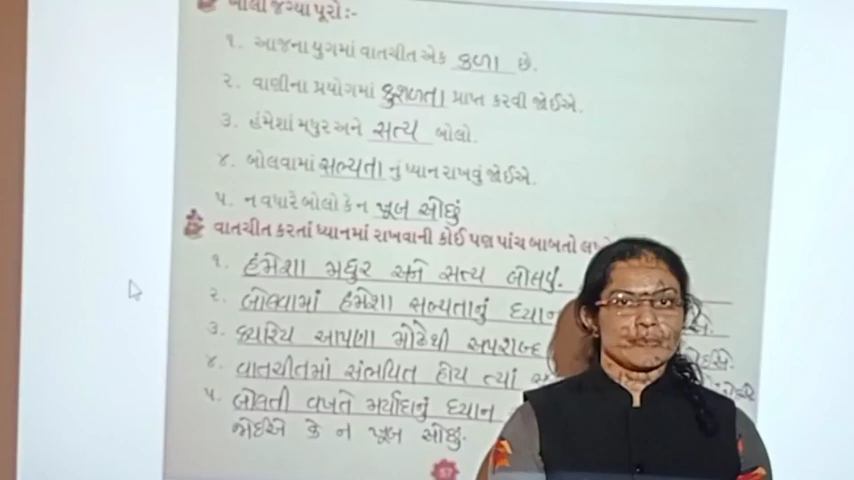 ખાલી જગ્યા પૂરો :-
૧. આજના યુગમાં વાતચીત એક કળા છે.
૨. વાણીના પ્રયોગમાં કુશળતા પ્રાપ્ત કરવી જોઈએ.
૩. હંમેશાં મધુર અને સત્ય બોલો.
૪. બોલવામાં સભ્યતા નું ધ્યાન રાખવું જોઈએ.
૫. ન વધારે બોલો કે ન ખૂબ ઓછું
વાતચીત કરતાં ધ્યાનમાં રાખવાની કોઈ પણ પાંચ બાબતો
૧. હંમેશા મધુર અને સત્ય બોલવું.
૨. બોલવામાં હંમેશા સભ્યતાનું ધ્યાન
૩. ક્યારેય આપણા મોઢેથી અપશબ્દ
૪. વાતચીતમાં સંભવિત હોય ત્યાં
૫. બોલતી વખતે મર્યાદાનું ધ્યાન
જોઈએ કે ન ખૂબ ઓછું.
57